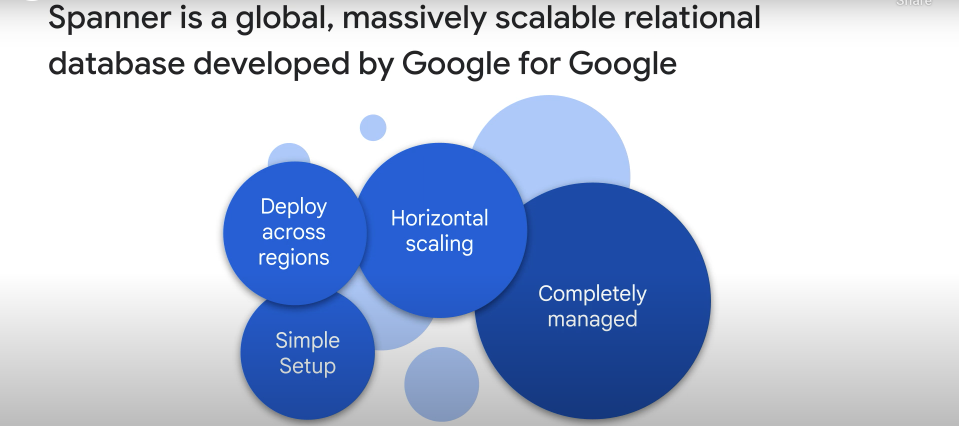 Share
Spanner is a global, massively scalable relational
database developed by Google for Google
Deploy
across
regions
Horizontal
scaling
Completely
managed
Simple
Setup